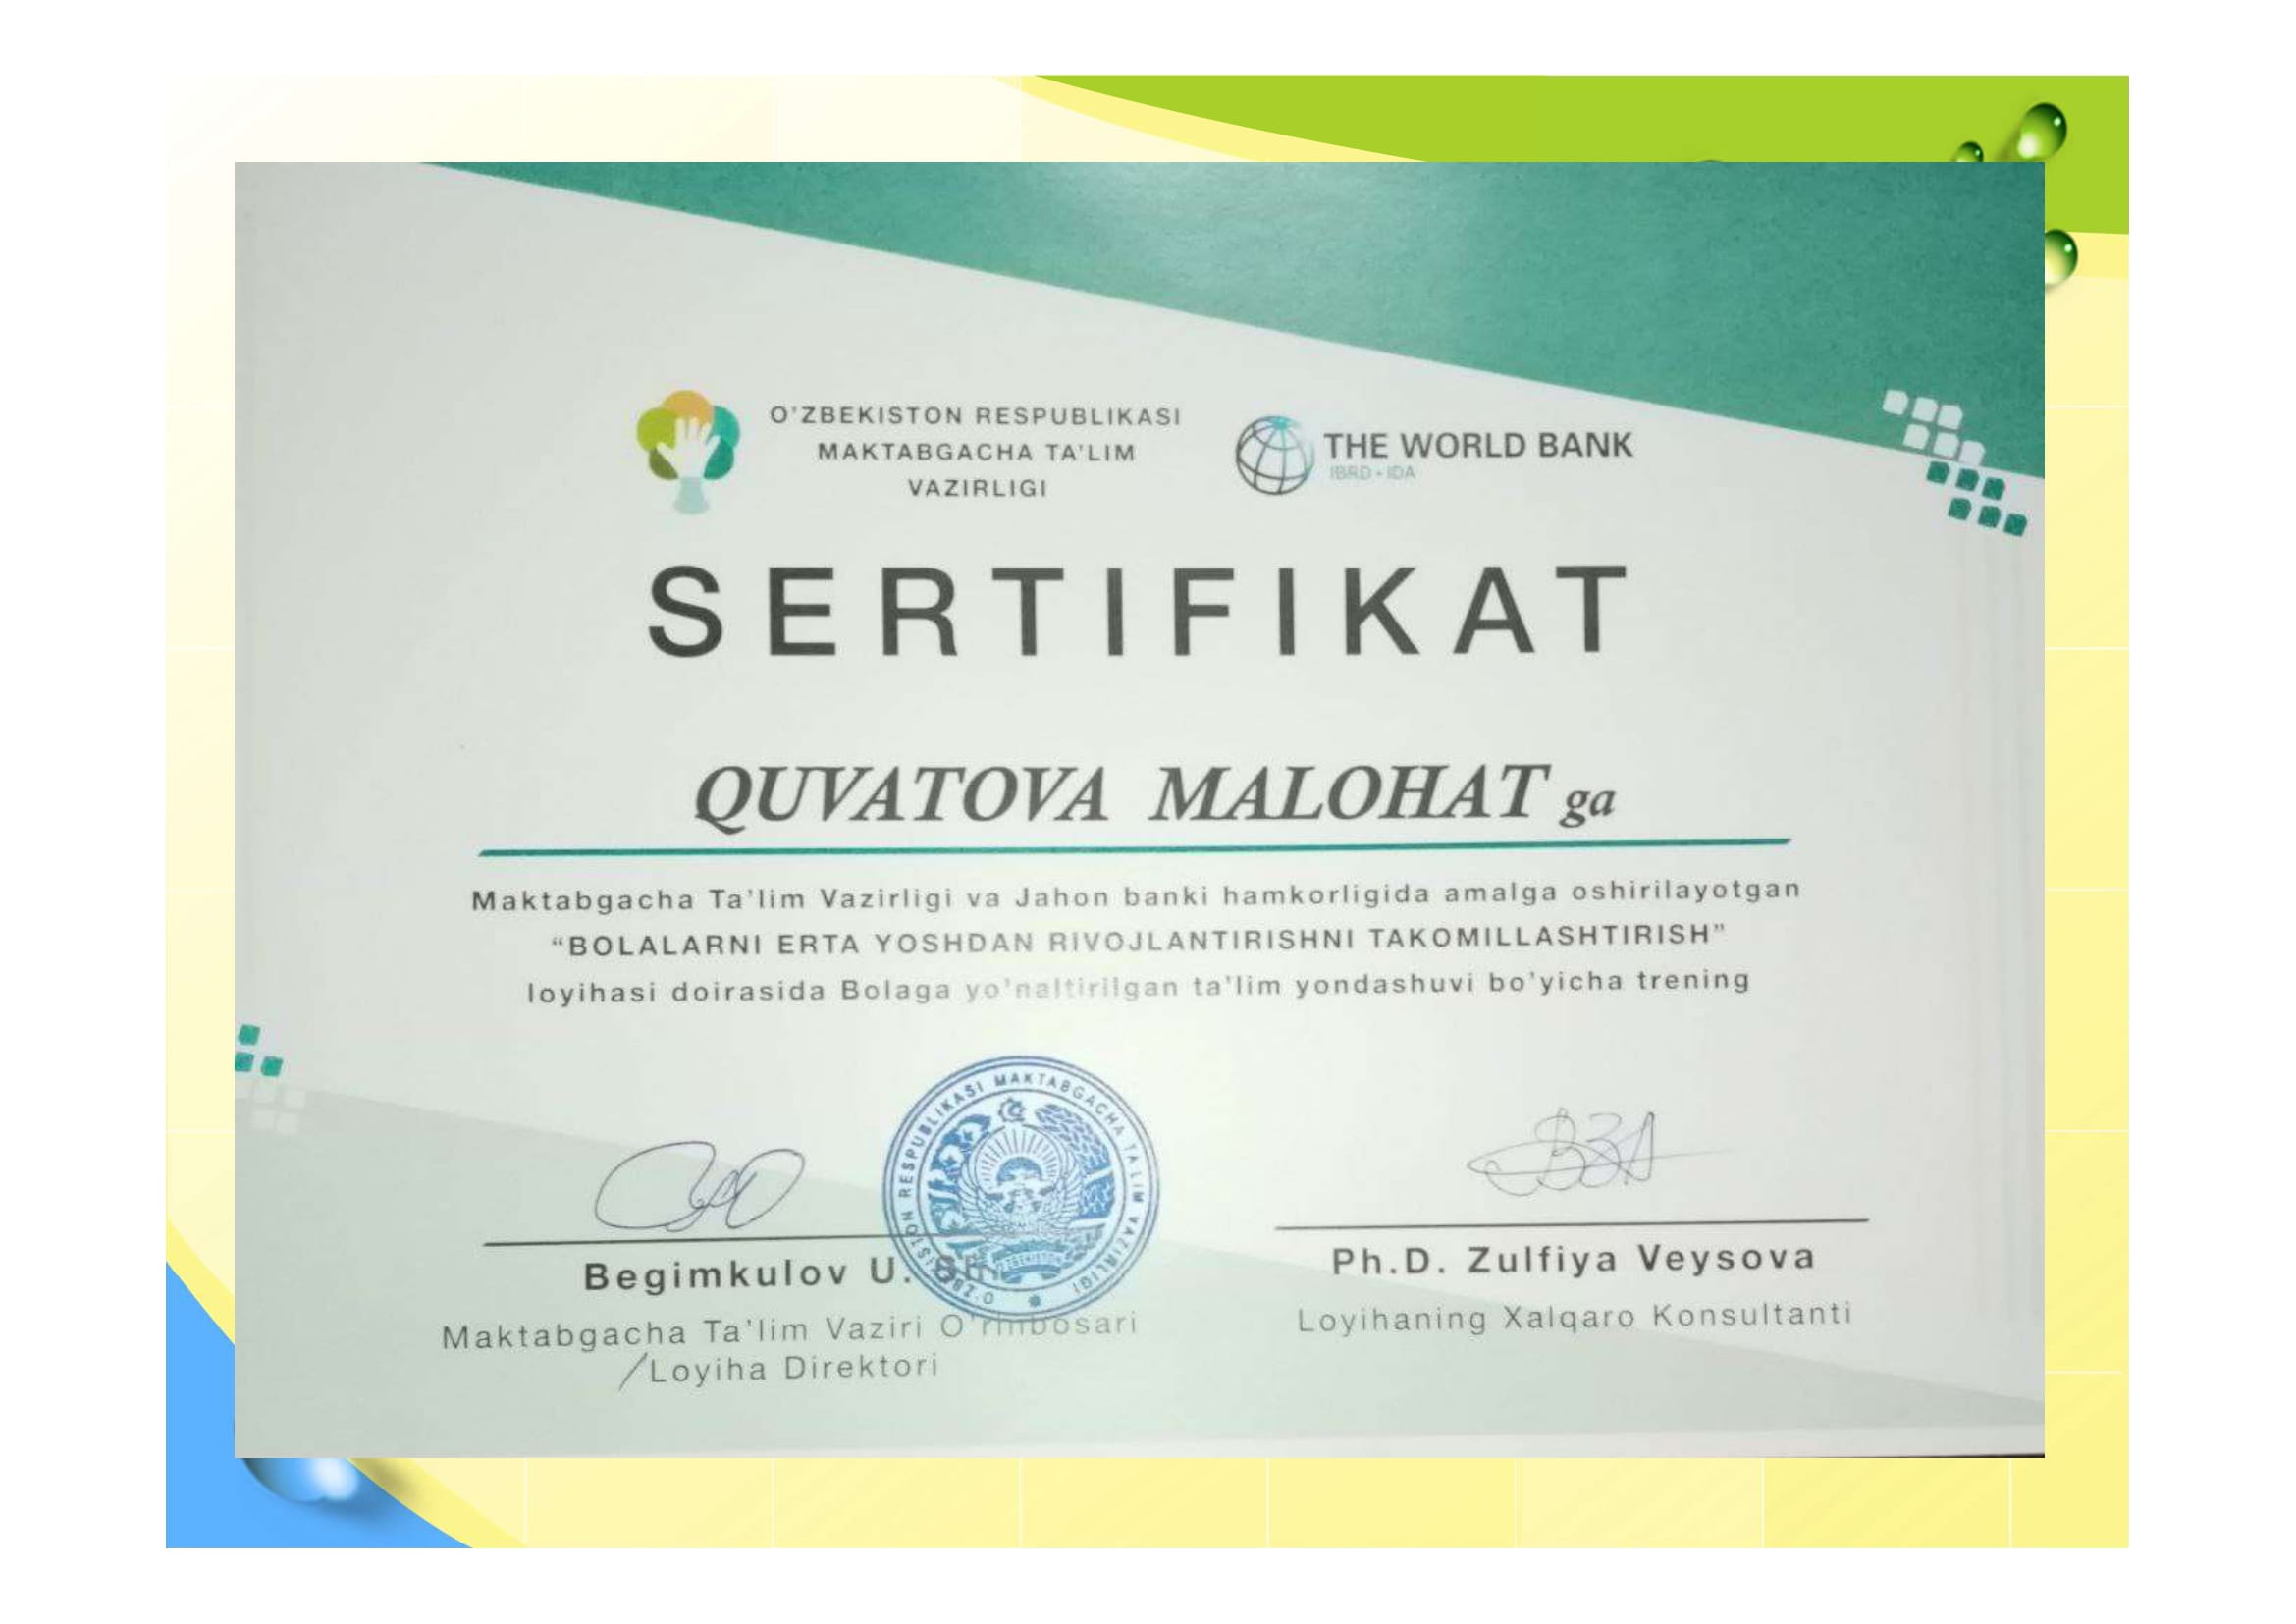 O'ZBEKISTON RESPUBLIKASI
MAKTABGACHA TA'LIM
VAZIRLIGI
THE WORLD BANK
IBRD • IDA
SERTIFIKAT
QUVATOVA MALOHAT ga
Maktabgacha Ta'lim Vazirligi va Jahon banki hamkorligida amalga oshirilayotgan
“BOLALARNI ERTA YOSHDAN RIVOJLANTIRISHNI TAKOMILLASHTIRISH”
loyihasi doirasida Bolaga yo'naltirilgan ta'lim yondashuvi bo'yicha trening
O'ZBEKISTON RESPUBLIKASI MAKTABGACHA TA'LIM VAZIRLIGI
Begimkulov U.
Maktabgacha Ta'lim Vaziri O'rinbosari
/Loyiha Direktori
Ph.D. Zulfiya Veysova
Loyihaning Xalqaro Konsultanti